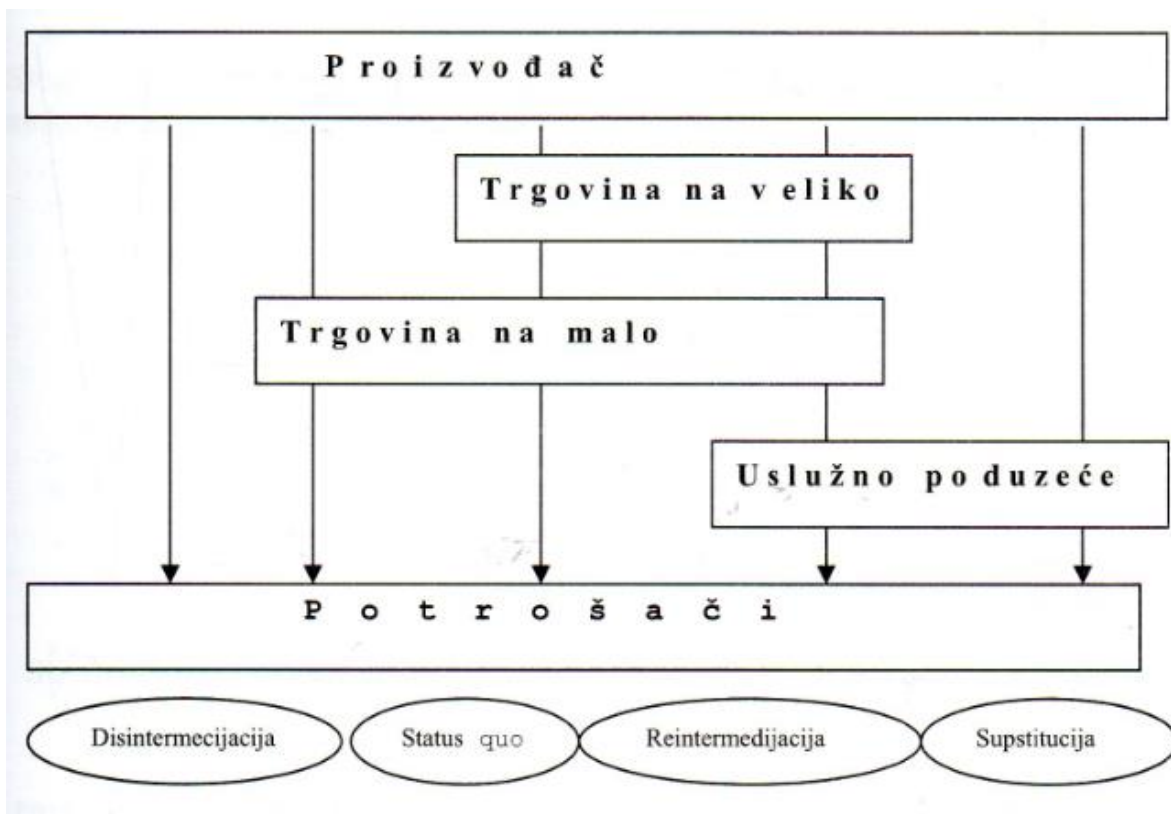 Proizvođač
Trgovina na veliko
Trgovina na malo
Uslužno poduzeće
Potrošači
Disintermecijacija
Status quo
Reintermedijacija
Supstitucija